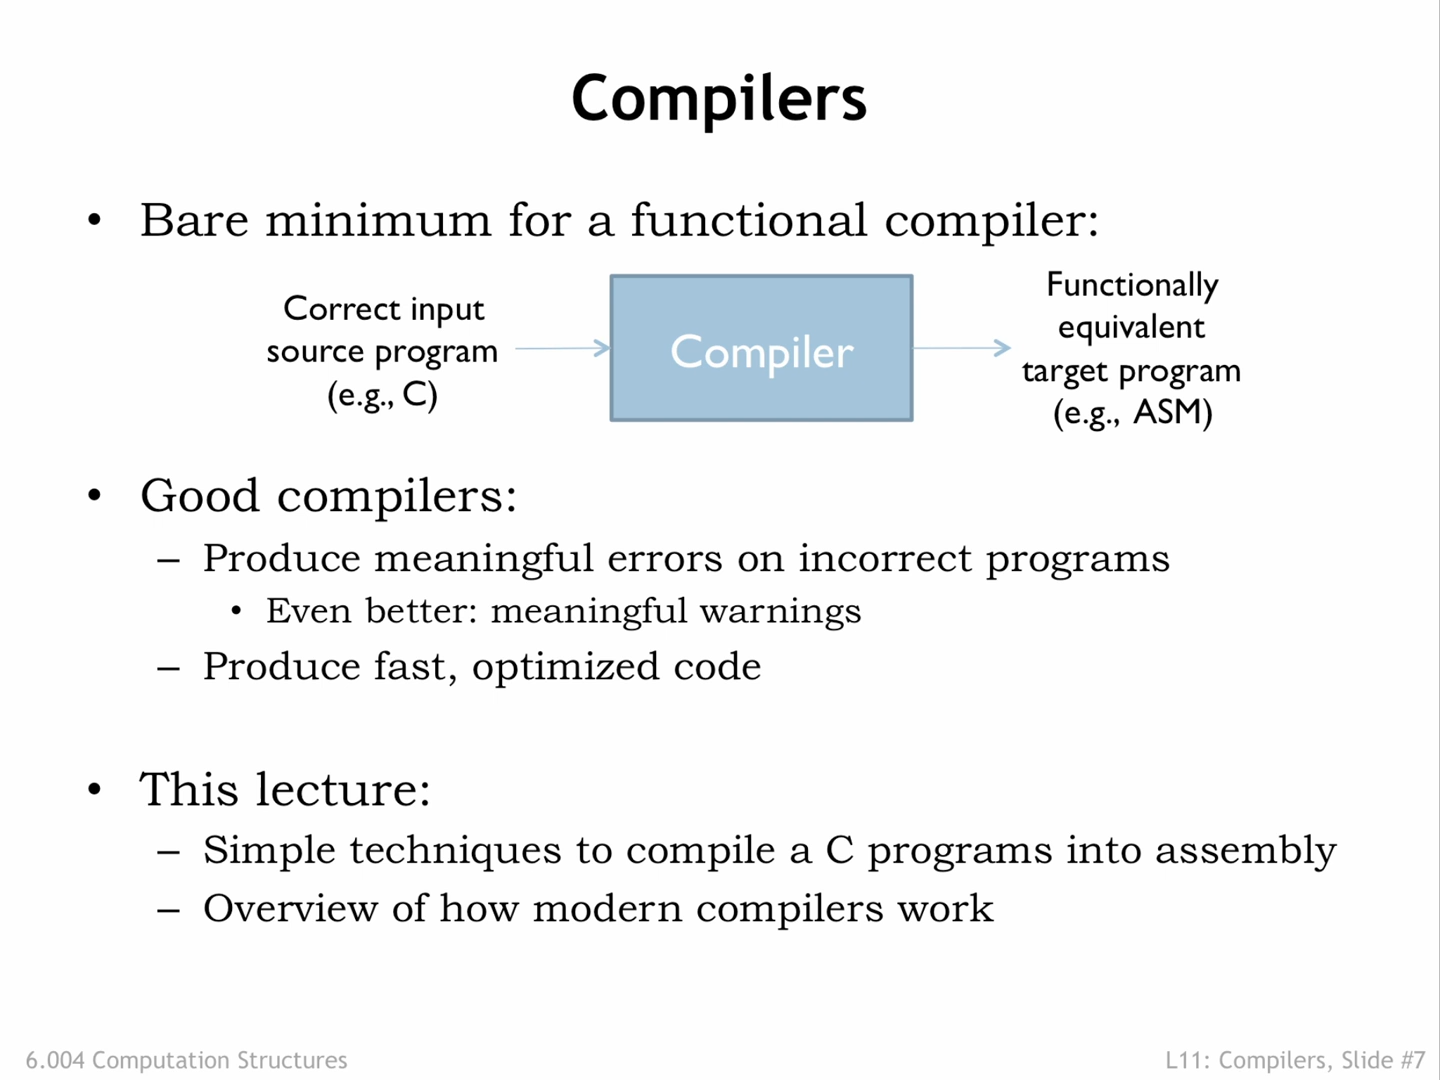 Compilers
• Bare minimum for a functional compiler:
Correct input
source program
(e.g., C)
Compiler
Functionally
equivalent
target program
(e.g., ASM)
• Good compilers:
– Produce meaningful errors on incorrect programs
• Even better: meaningful warnings
– Produce fast, optimized code
• This lecture:
– Simple techniques to compile a C programs into assembly
– Overview of how modern compilers work
6.004 Computation Structures
L11: Compilers, Slide #7